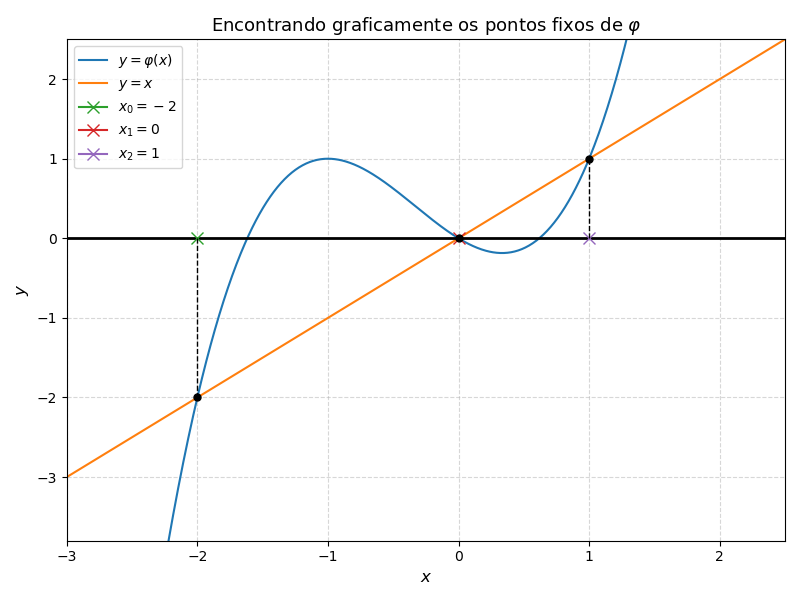 Encontrando graficamente os pontos fixos de φ
y = φ(x)
y = x
x₀ = −2
x₁ = 0
x₂ = 1
2
1
0
−1
−2
−3
y
−3 −2 −1 0 1 2
x